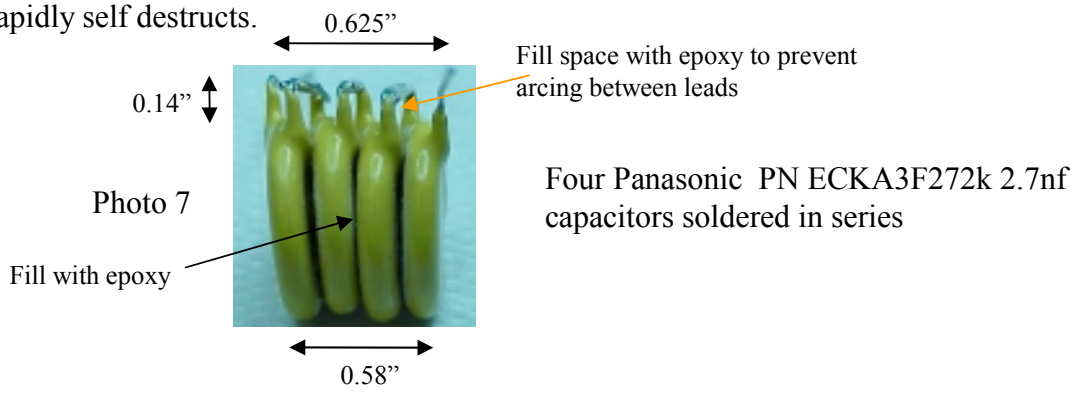 apidly self destructs.
0.625”
Fill space with epoxy to prevent
arcing between leads
0.14”
Four Panasonic  PN ECKA3F272k 2.7nf
capacitors soldered in series
Photo 7
Fill with epoxy
0.58”